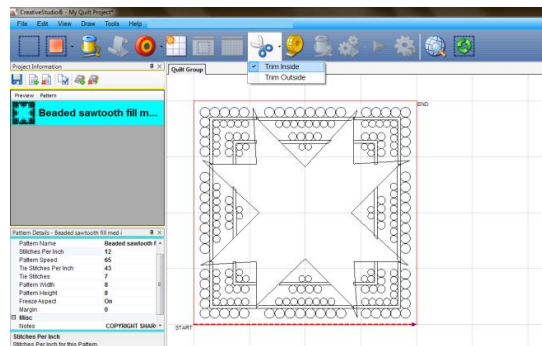 CreativeStudio® - My Quilt Project*
File Edit View Draw Tools Help
Project Information
Quilt Group
Trim Inside
Trim Outside
Preview Pattern
Beaded sawtooth fill m...
END
Pattern Details - Beaded sawtooth fill med i
Pattern Name Beaded sawtooth f
Stitches Per Inch 12
Pattern Speed 65
Tie Stitches Per Inch 43
Tie Stitches 7
Pattern Width 8
Pattern Height 8
Freeze Aspect On
Margin 0
Misc
Notes COPYRIGHT SHAR
START
Stitches Per Inch
Stitches Per Inch for this Pattern.